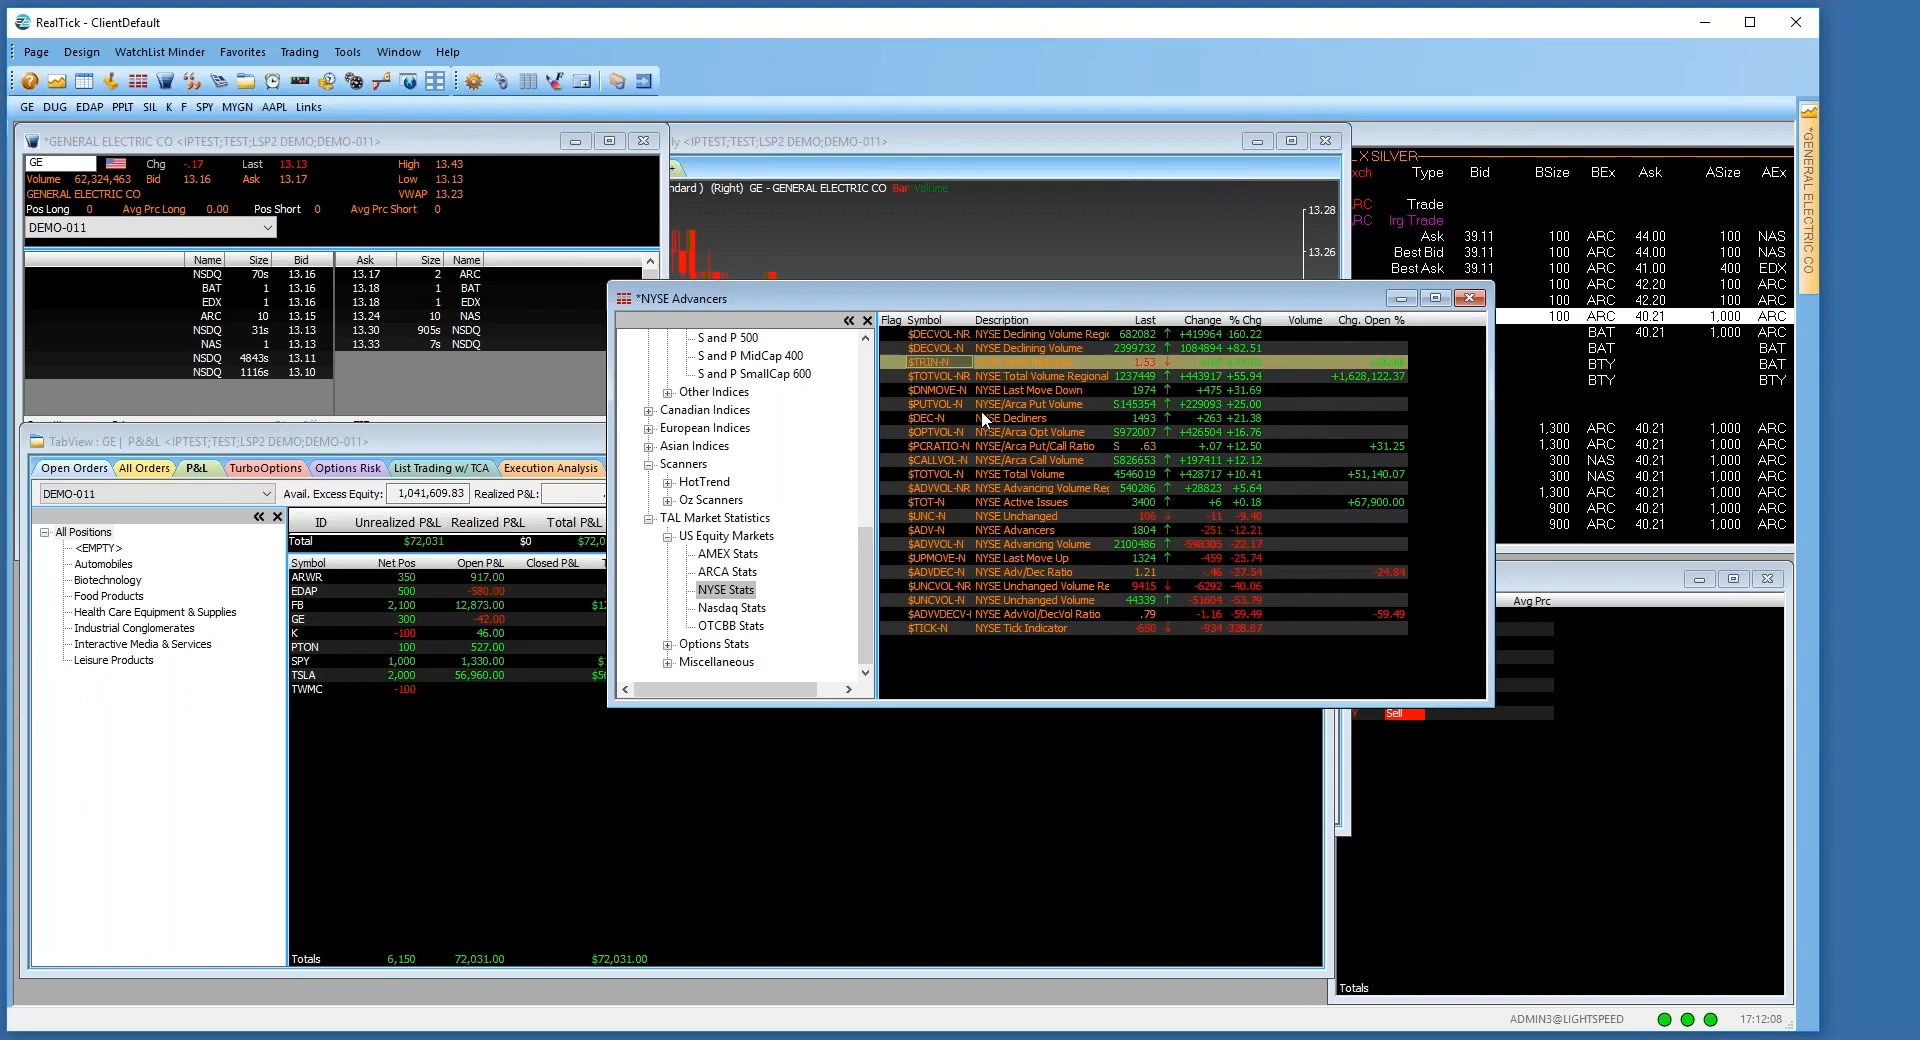 RealTick - ClientDefault
Page Design WatchList Minder Favorites Trading Tools Window Help
GE DUG EDAP PPLT SIL K F SPY MYGN AAPL Links
*GENERAL ELECTRIC CO <IPTEST;TEST;LSP2 DEMO;DEMO-011>
GE Chg -.17 Last 13.13 High 13.43
Volume 62,324,463 Bid 13.16 Ask 13.17 Low 13.13
GENERAL ELECTRIC CO VWAP 13.23
Pos Long 0 Avg Prc Long 0.00 Pos Short 0 Avg Prc Short 0
DEMO-011
Name Size Bid Ask Size Name
NSDQ 70s 13.16 13.17 2 ARC
BAT 1 13.16 13.18 1 BAT
EDX 1 13.16 13.18 1 EDX
ARC 10 13.15 13.24 10 NAS
NSDQ 31s 13.13 13.30 905s NSDQ
NAS 1 13.13 13.33 7s NSDQ
NSDQ 4843s 13.11
NSDQ 1116s 13.10
ly <IPTEST;TEST;LSP2 DEMO;DEMO-011>
ndard ) (Right) GE - GENERAL ELECTRIC CO Bar Volume
13.28
13.26
L X SILVER
xch Type Bid BSize BEx Ask ASize AEx
RC Trade
RC lrg Trade
Ask 39.11 100 ARC 44.00 100 NAS
Best Bid 39.11 100 ARC 44.00 100 NAS
Best Ask 39.11 100 ARC 41.00 400 EDX
100 ARC 42.20 100 ARC
100 ARC 42.20 100 ARC
100 ARC 40.21 1,000 ARC
BAT 40.21 1,000 ARC
BAT BAT
BTY BAT
BTY BTY
1,300 ARC 40.21 1,000 ARC
1,300 ARC 40.21 1,000 ARC
300 NAS 40.21 1,000 ARC
300 NAS 40.21 1,000 ARC
1,300 ARC 40.21 1,000 ARC
900 ARC 40.21 1,000 ARC
900 ARC 40.21 1,000 ARC
*GENERAL ELECTRIC CO
*NYSE Advancers
S and P 500
S and P MidCap 400
S and P SmallCap 600
Other Indices
Canadian Indices
European Indices
Asian Indices
Scanners
HotTrend
Oz Scanners
TAL Market Statistics
US Equity Markets
AMEX Stats
ARCA Stats
NYSE Stats
Nasdaq Stats
OTCBB Stats
Options Stats
Miscellaneous
Flag Symbol Description Last Change % Chg Volume Chg. Open %
$DECVOL-NR NYSE Declining Volume Regi 682082 +419964 +160.22
$DECVOL-N NYSE Declining Volume 2399732 +1084894 +82.51
$TRIN-N 1.53
$TOTVOL-NR NYSE Total Volume Regional 1237449 +443917 +55.94 +1,628,122.37
$DNMOVE-N NYSE Last Move Down 1974 +475 +31.69
$PUTVOL-N NYSE/Arca Put Volume S145354 +229093 +25.00
$DEC-N NYSE Decliners 1493 +263 +21.38
$OPTVOL-N NYSE/Arca Opt Volume S972007 +426504 +16.76
$PCRATIO-N NYSE/Arca Put/Call Ratio S .63 +.07 +12.50 +31.25
$CALLVOL-N NYSE/Arca Call Volume S826653 +197411 +12.12
$TOTVOL-N NYSE Total Volume 4546019 +428717 +10.41 +51,140.07
$ADVVOL-NR NYSE Advancing Volume Reg 540286 +28823 +5.64
$TOT-N NYSE Active Issues 3400 +6 +0.18 +67,900.00
$UNC-N NYSE Unchanged 106 -11 -9.40
$ADV-N NYSE Advancers 1804 -251 -12.21
$ADVVOL-N NYSE Advancing Volume 2100486 -598305 -22.17
$UPMOVE-N NYSE Last Move Up 1324 -459 -25.74
$ADVDEC-N NYSE Adv/Dec Ratio 1.21 -.46 -27.54 -24.84
$UNCVOL-NR NYSE Unchanged Volume Re 9415 -6292 -40.06
$UNCVOL-N NYSE Unchanged Volume 44339 -51604 -53.79
$ADVVDECV-I NYSE AdvVol/DecVol Ratio .79 -1.16 -59.49 -59.49
$TICK-N NYSE Tick Indicator -650 -934 -328.87
TabView : GE | P&&L <IPTEST;TEST;LSP2 DEMO;DEMO-011>
Open Orders All Orders P&L TurboOptions Options Risk List Trading w/ TCA Execution Analysis
DEMO-011 Avail. Excess Equity: 1,041,609.83 Realized P&L:
All Positions
<EMPTY>
Automobiles
Biotechnology
Food Products
Health Care Equipment & Supplies
Industrial Conglomerates
Interactive Media & Services
Leisure Products
ID Unrealized P&L Realized P&L Total P&L
Total $72,031 $0 $72,0
Symbol Net Pos Open P&L Closed P&L T
ARWR 350 917.00
EDAP 500 -580.00
FB 2,100 12,873.00 $12
GE 300 -42.00
K -100 46.00
PTON 100 527.00
SPY 1,000 1,330.00 $1
TSLA 2,000 56,960.00 $56
TWMC -100
Totals 6,150 72,031.00 $72,031.00
Avg Prc
Y Sell
Totals
ADMIN3@LIGHTSPEED 17:12:08